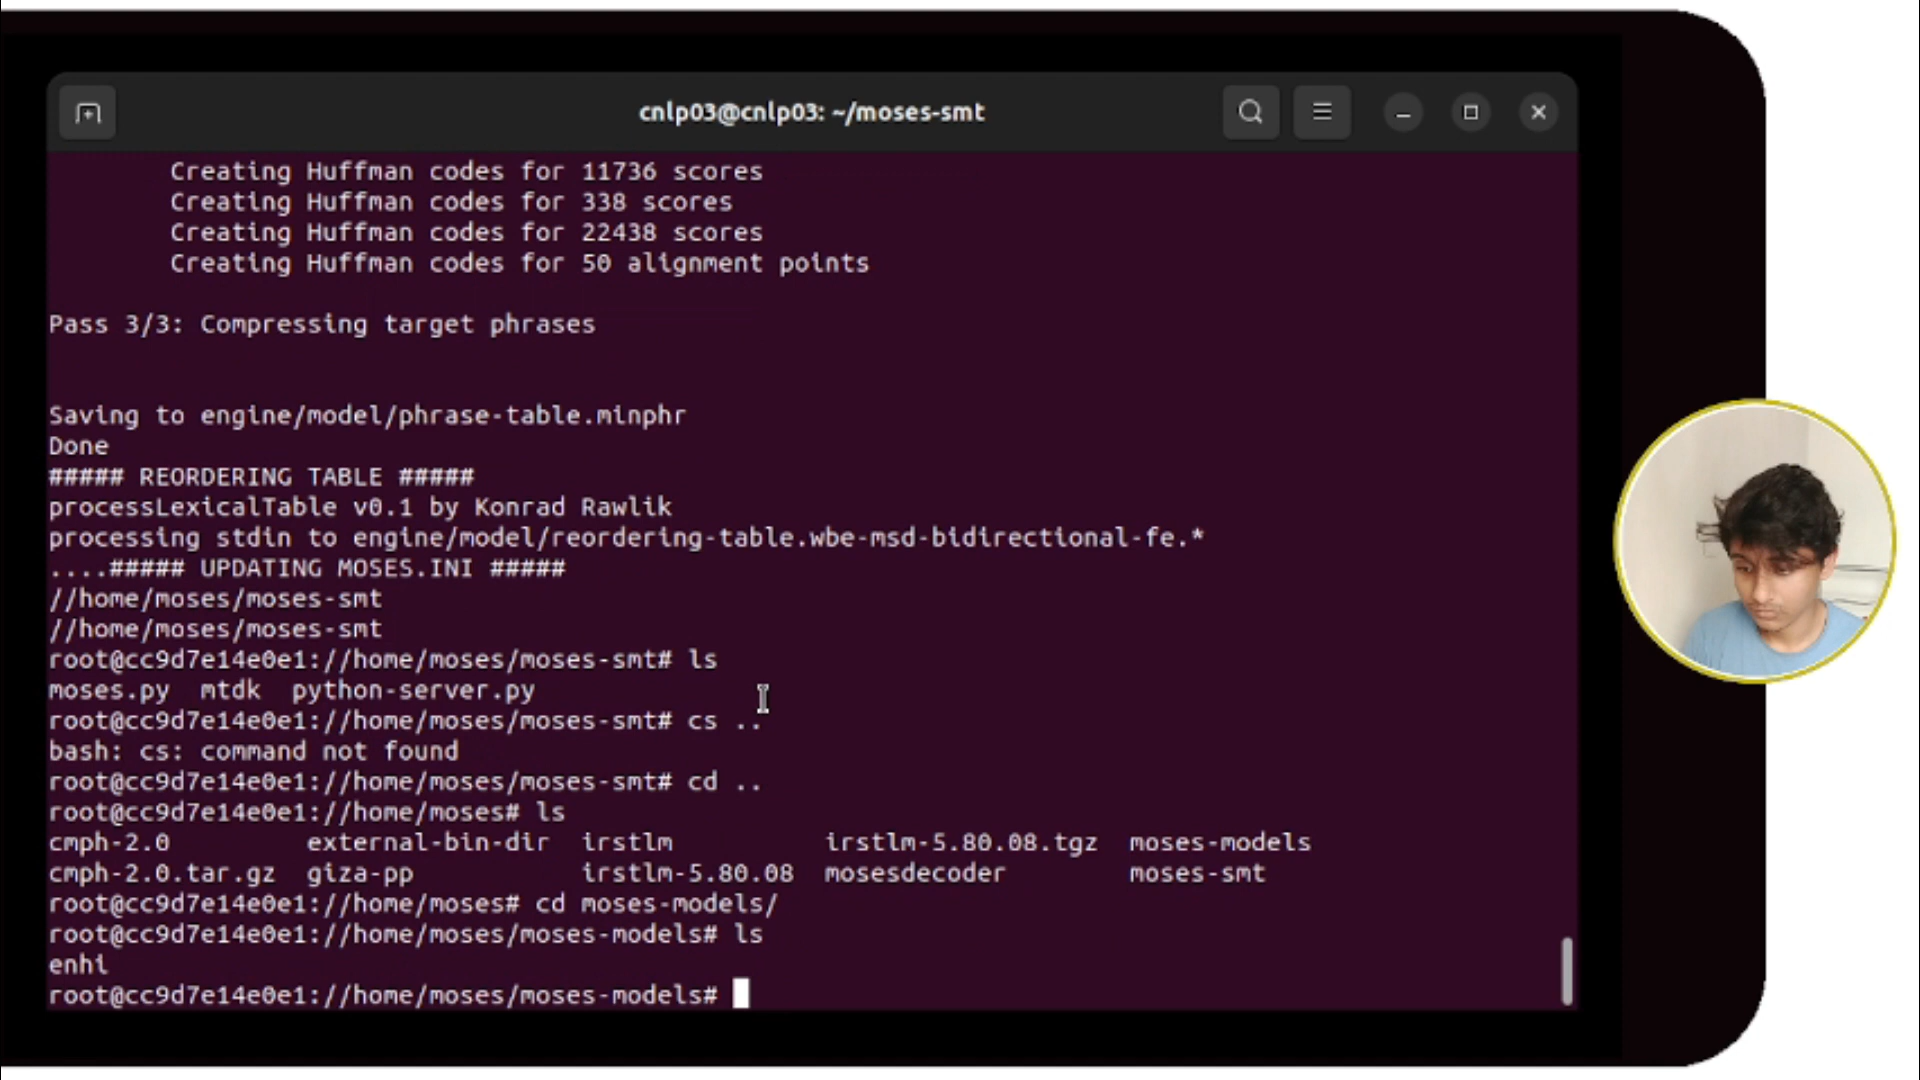 cnlp03@cnlp03: ~/moses-smt
Creating Huffman codes for 11736 scores
Creating Huffman codes for 338 scores
Creating Huffman codes for 22438 scores
Creating Huffman codes for 50 alignment points
Pass 3/3: Compressing target phrases
Saving to engine/model/phrase-table.minphr
Done
##### REORDERING TABLE #####
processLexicalTable v0.1 by Konrad Rawlik
processing stdin to engine/model/reordering-table.wbe-msd-bidirectional-fe.*
....##### UPDATING MOSES.INI #####
//home/moses/moses-smt
//home/moses/moses-smt
root@cc9d7e14e0e1://home/moses/moses-smt# ls
moses.py  mtdk  python-server.py
root@cc9d7e14e0e1://home/moses/moses-smt# cs ..
bash: cs: command not found
root@cc9d7e14e0e1://home/moses/moses-smt# cd ..
root@cc9d7e14e0e1://home/moses# ls
cmph-2.0         external-bin-dir  irstlm          irstlm-5.80.08.tgz  moses-models
cmph-2.0.tar.gz  giza-pp           irstlm-5.80.08  mosesdecoder        moses-smt
root@cc9d7e14e0e1://home/moses# cd moses-models/
root@cc9d7e14e0e1://home/moses/moses-models# ls
enhi
root@cc9d7e14e0e1://home/moses/moses-models#